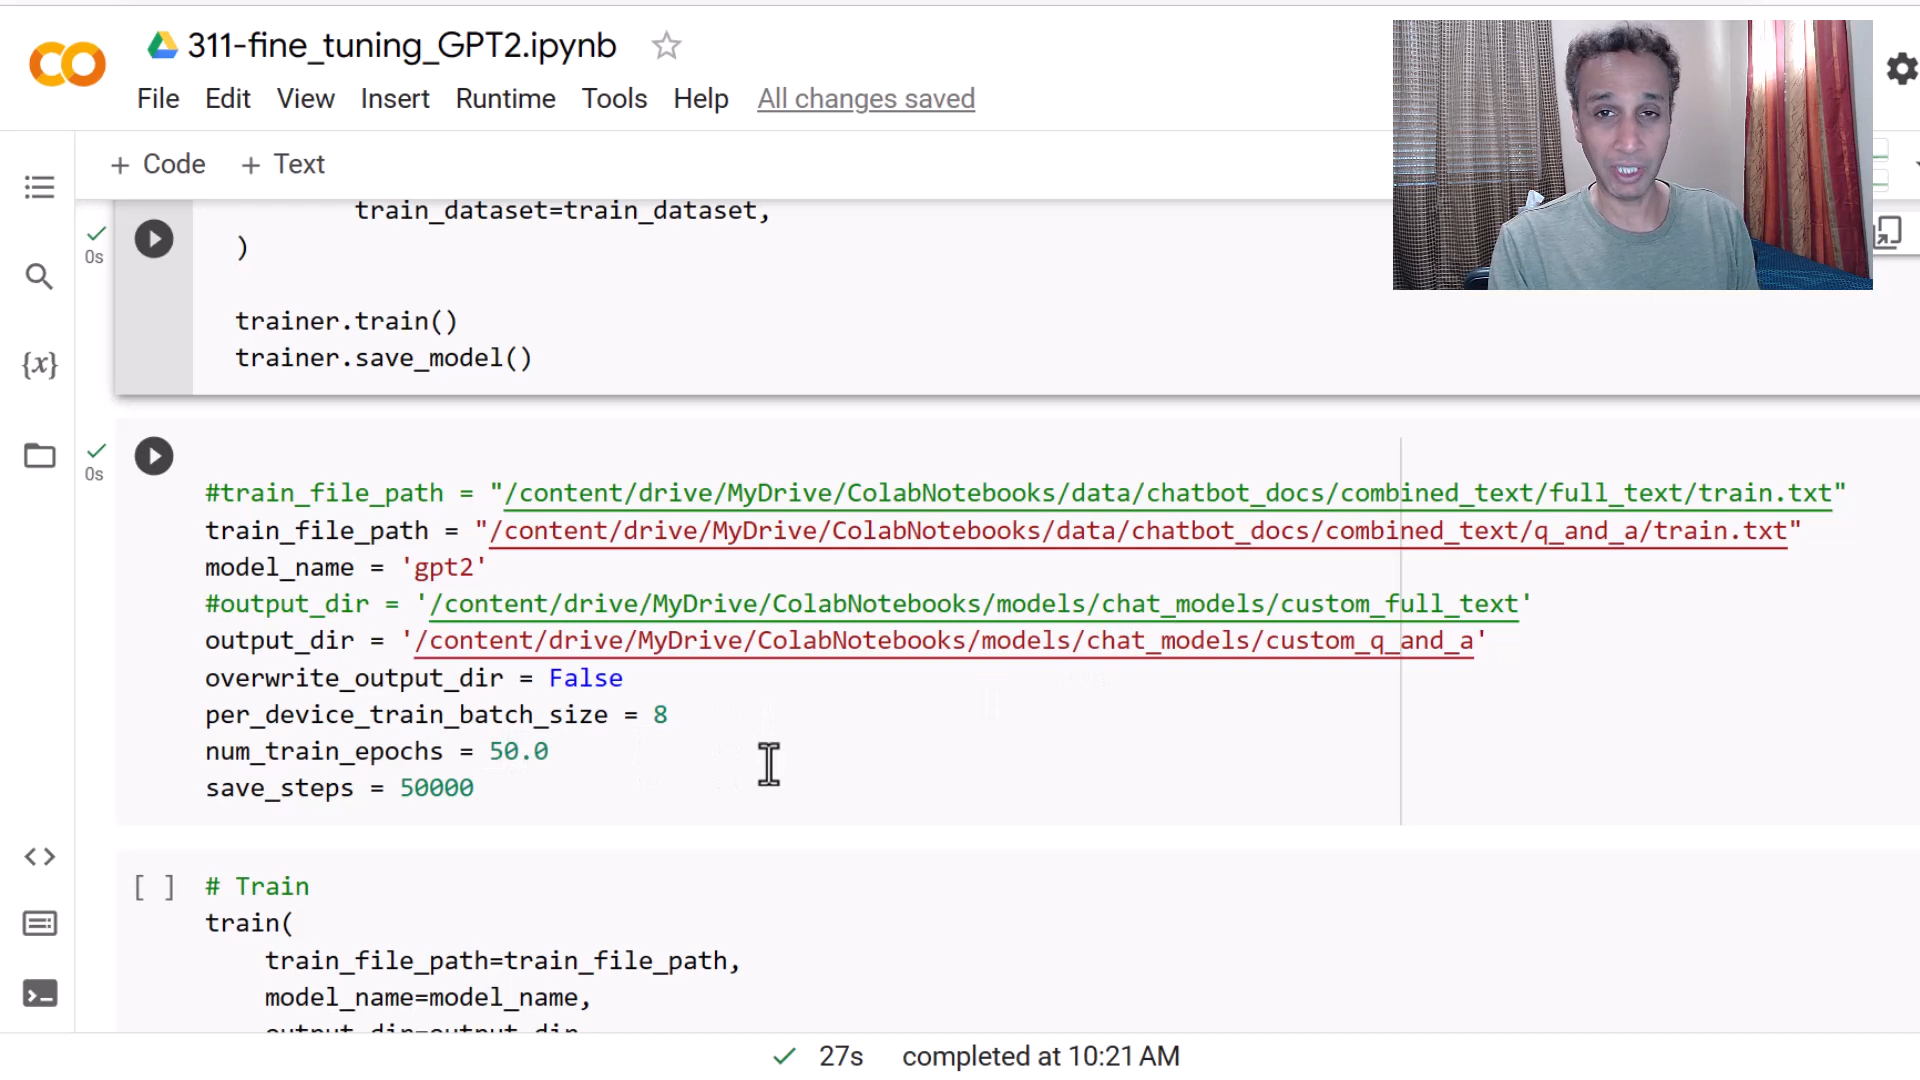 311-fine_tuning_GPT2.ipynb
File Edit View Insert Runtime Tools Help All changes saved
+ Code + Text
train_dataset=train_dataset,
0s
)
trainer.train()
trainer.save_model()
{x}
0s
#train_file_path = "/content/drive/MyDrive/ColabNotebooks/data/chatbot_docs/combined_text/full_text/train.txt"
train_file_path = "/content/drive/MyDrive/ColabNotebooks/data/chatbot_docs/combined_text/q_and_a/train.txt"
model_name = 'gpt2'
#output_dir = '/content/drive/MyDrive/ColabNotebooks/models/chat_models/custom_full_text'
output_dir = '/content/drive/MyDrive/ColabNotebooks/models/chat_models/custom_q_and_a'
overwrite_output_dir = False
per_device_train_batch_size = 8
num_train_epochs = 50.0
save_steps = 50000
[ ] # Train
train(
train_file_path=train_file_path,
model_name=model_name,
output_dir=output_dir
27s completed at 10:21 AM